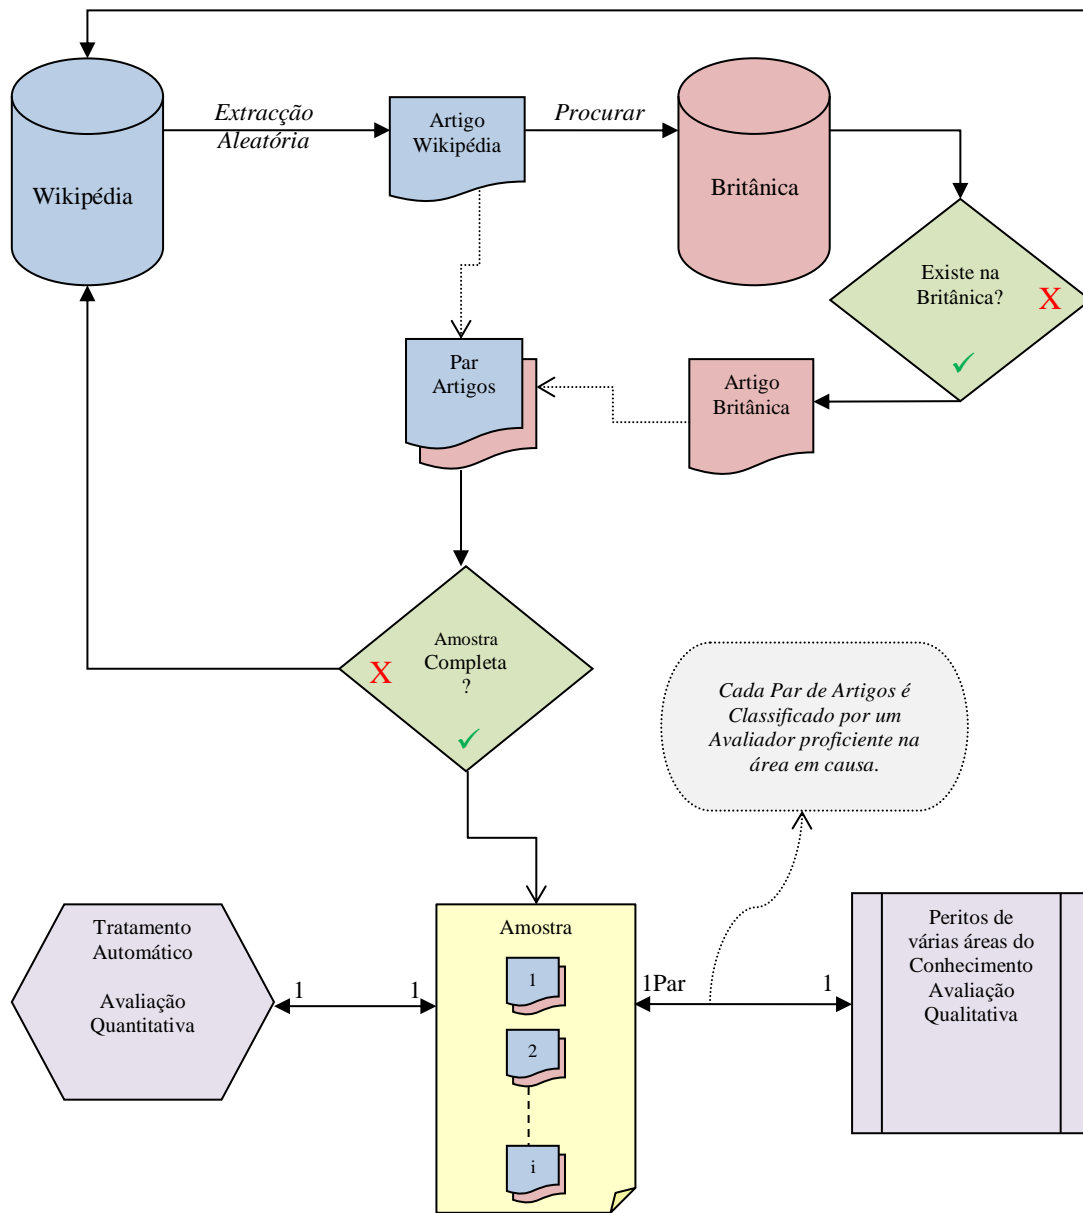 Wikipédia
Extracção
Aleatória
Artigo
Wikipédia
Procurar
Britânica
Existe na
Britânica?
X
✓
Par
Artigos
Artigo
Britânica
Amostra
Completa
?
X
✓
Cada Par de Artigos é
Classificado por um
Avaliador proficiente na
área em causa.
Tratamento
Automático
Avaliação
Quantitativa
1
1
Amostra
1
2
i
1Par
1
Peritos de
várias áreas do
Conhecimento
Avaliação
Qualitativa